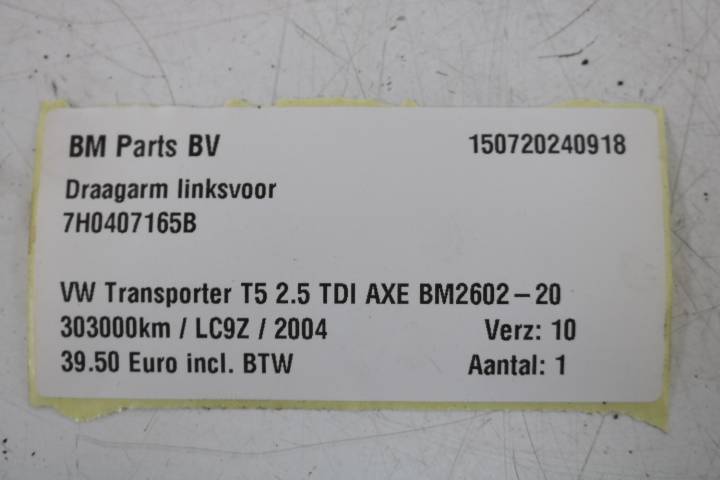 BM Parts BV 150720240918
Draagarm linksvoor
7H0407165B
VW Transporter T5 2.5 TDI AXE BM2602-20
303000km / LC9Z / 2004 Verz: 10
39.50 Euro incl. BTW Aantal: 1